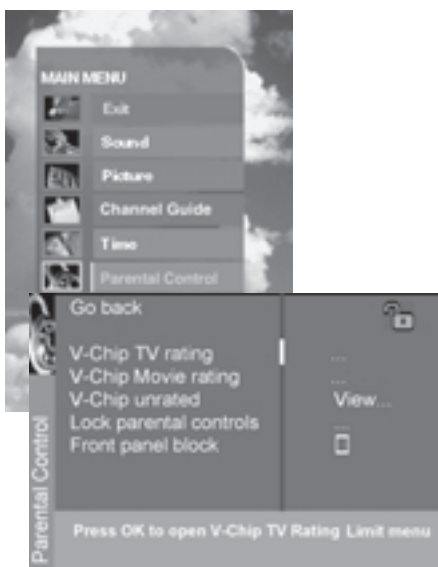 MAIN MENU
Exit
Sound
Picture
Channel Guide
Time
Parental Control
Go back
V-Chip TV rating ...
V-Chip Movie rating ...
V-Chip unrated View...
Lock parental controls ...
Front panel block
Parental Control
Press OK to open V-Chip TV Rating Limit menu